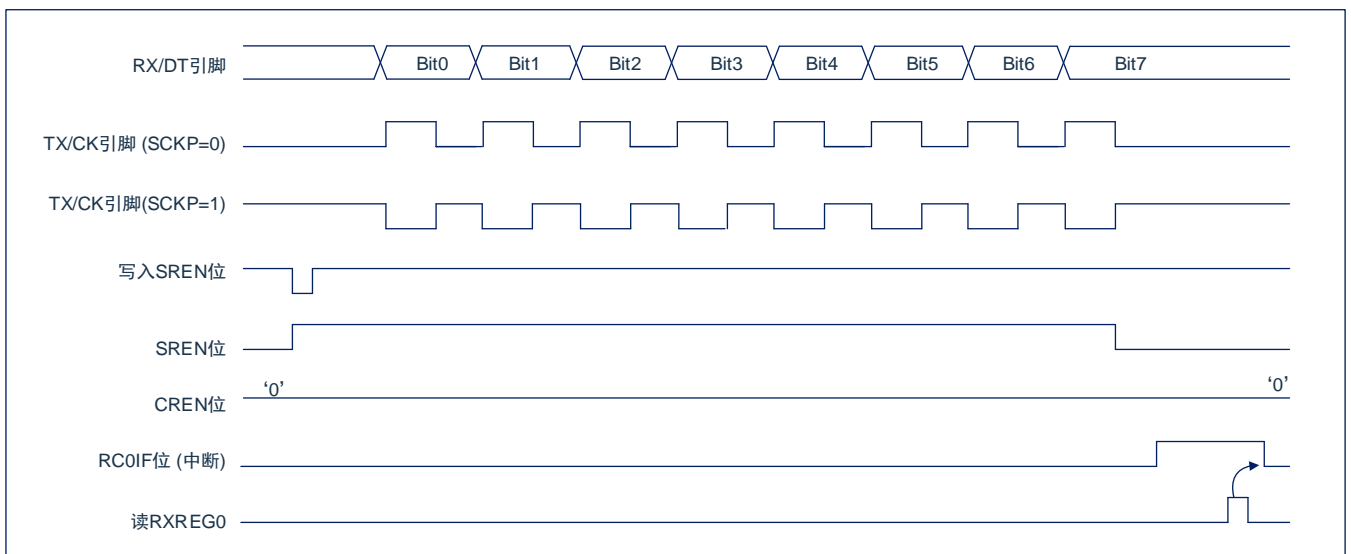 RX/DT引脚
Bit0 Bit1 Bit2 Bit3 Bit4 Bit5 Bit6 Bit7
TX/CK引脚 (SCKP=0)
TX/CK引脚(SCKP=1)
写入SREN位
SREN位
‘0’ ‘0’
CREN位
RC0IF位 (中断)
读RXREG0